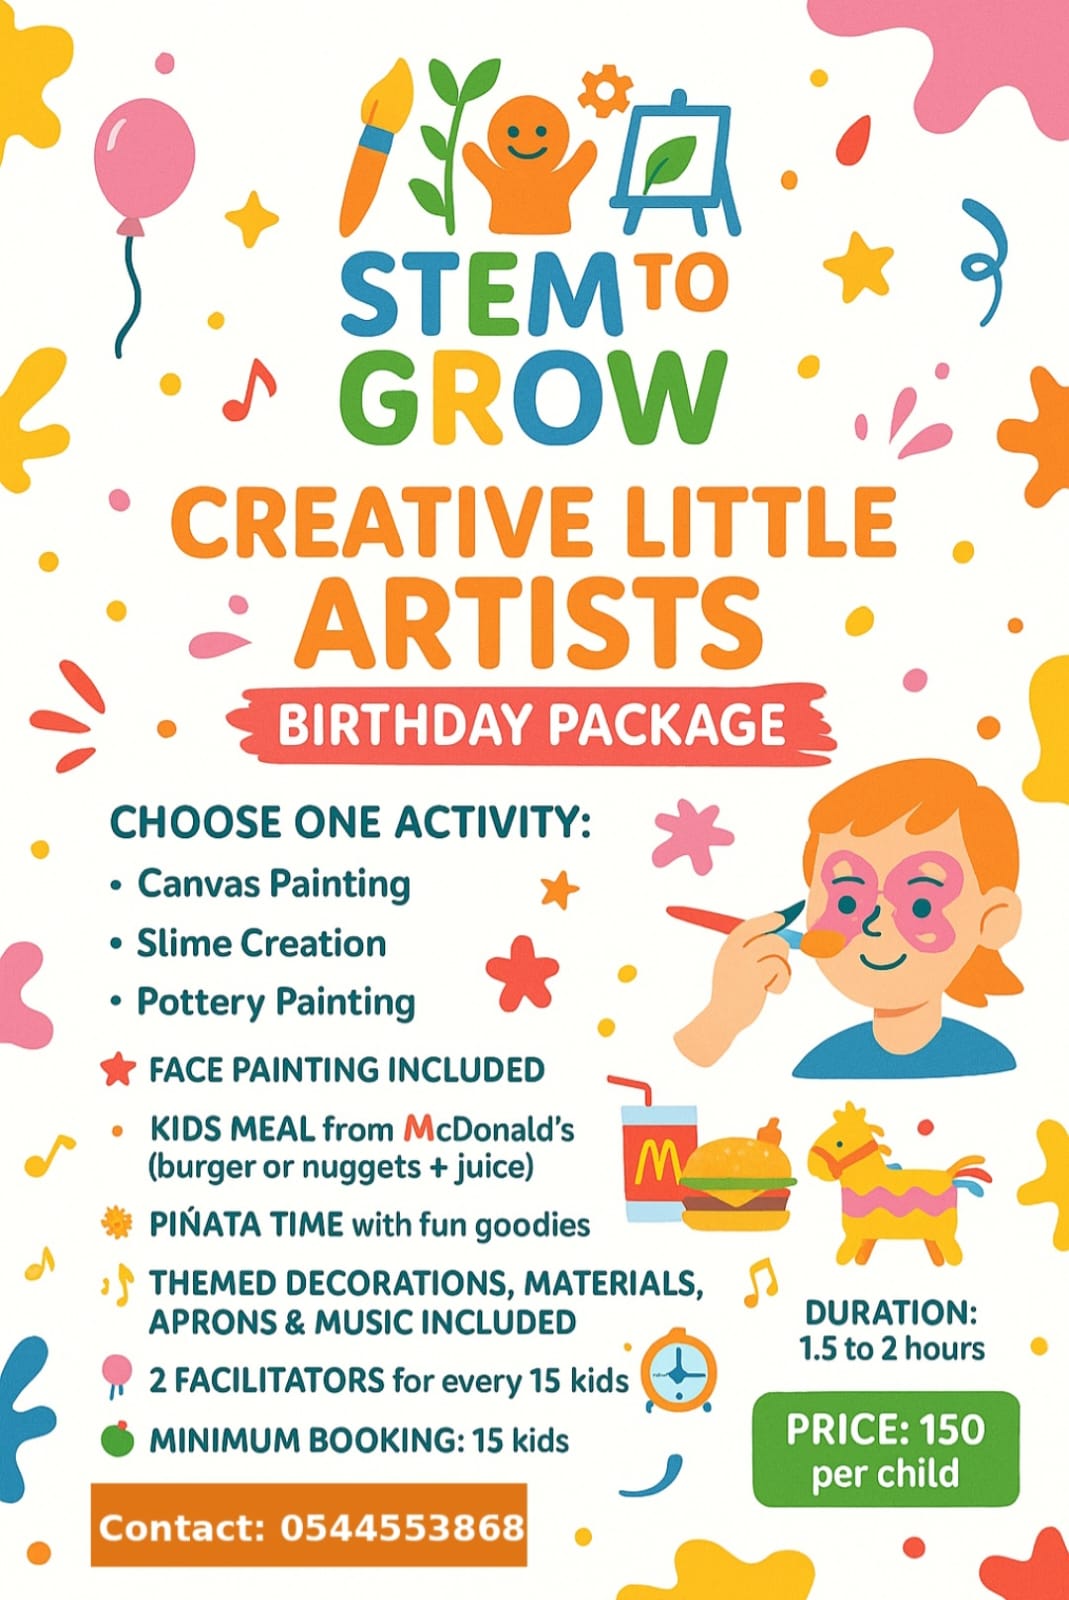 STEM TO
GROW
CREATIVE LITTLE
ARTISTS
BIRTHDAY PACKAGE
CHOOSE ONE ACTIVITY:
• Canvas Painting
• Slime Creation
• Pottery Painting
FACE PAINTING INCLUDED
KIDS MEAL from McDonald's
(burger or nuggets + juice)
M
PIŃATA TIME with fun goodies
THEMED DECORATIONS, MATERIALS,
APRONS & MUSIC INCLUDED
2 FACILITATORS for every 15 kids
MINIMUM BOOKING: 15 kids
DURATION:
1.5 to 2 hours
PRICE: 150
per child
Contact: 0544553868